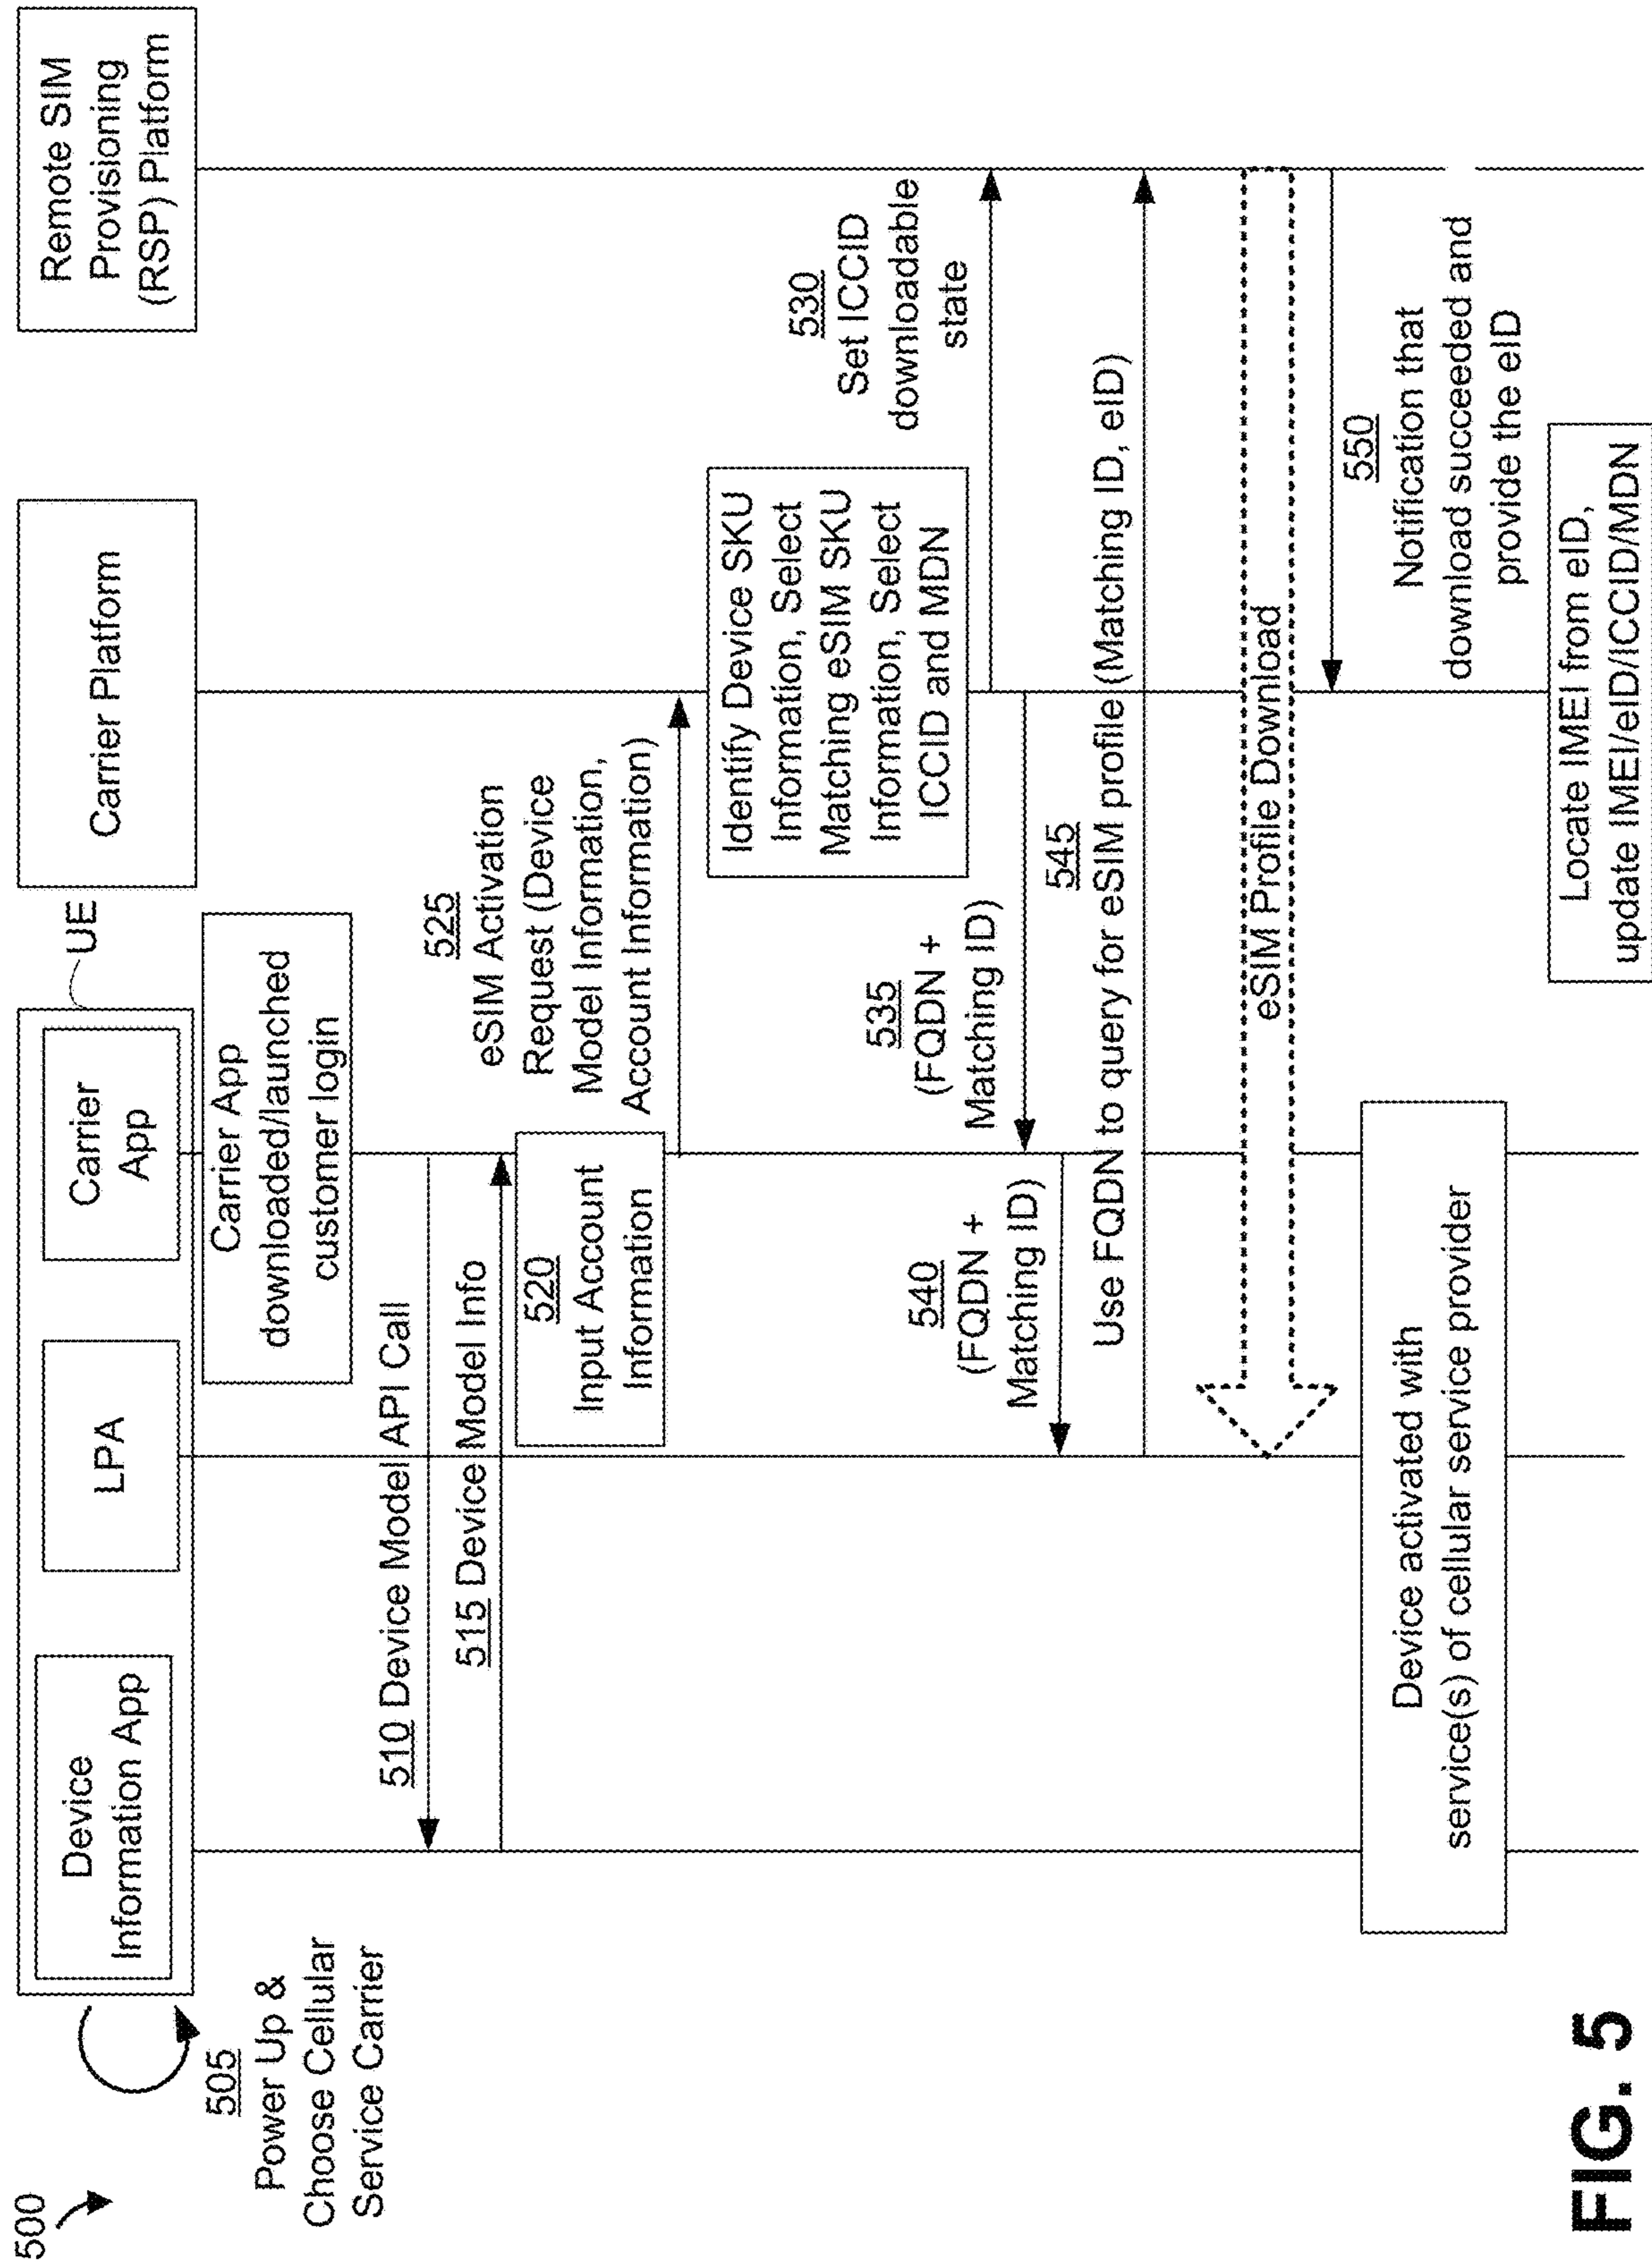 500
505
Power Up &
Choose Cellular
Service Carrier
UE
Device
Information App
LPA
Carrier
App
Carrier Platform
Remote SIM
Provisioning
(RSP) Platform
Carrier App
downloaded/launched
customer login
510 Device Model API Call
515 Device Model Info
520
Input Account
Information
525
eSIM Activation
Request (Device
Model Information,
Account Information)
Identify Device SKU
Information, Select
Matching eSIM SKU
Information, Select
ICCID and MDN
530
Set ICCID
downloadable
state
535
(FQDN +
Matching ID)
540
(FQDN +
Matching ID)
545
Use FQDN to query for eSIM profile (Matching ID, eID)
eSIM Profile Download
550
Notification that
download succeeded and
provide the eID
Device activated with
service(s) of cellular service provider
Locate IMEI from eID,
update IMEI/eID/ICCID/MDN
FIG. 5